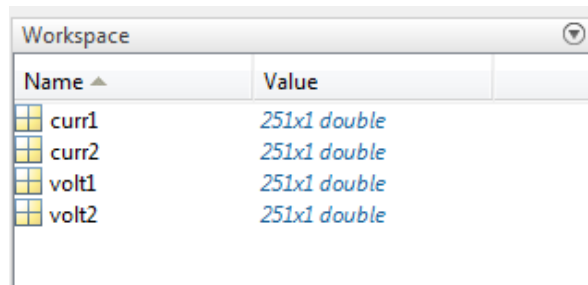 Workspace
Name Value
curr1 251x1 double
curr2 251x1 double
volt1 251x1 double
volt2 251x1 double